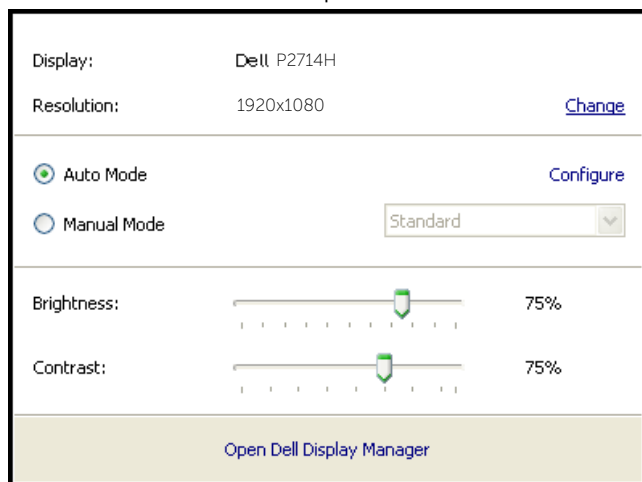 Display: Dell P2714H
Resolution: 1920x1080 Change
Auto Mode Configure
Manual Mode Standard
Brightness: 75%
Contrast: 75%
Open Dell Display Manager